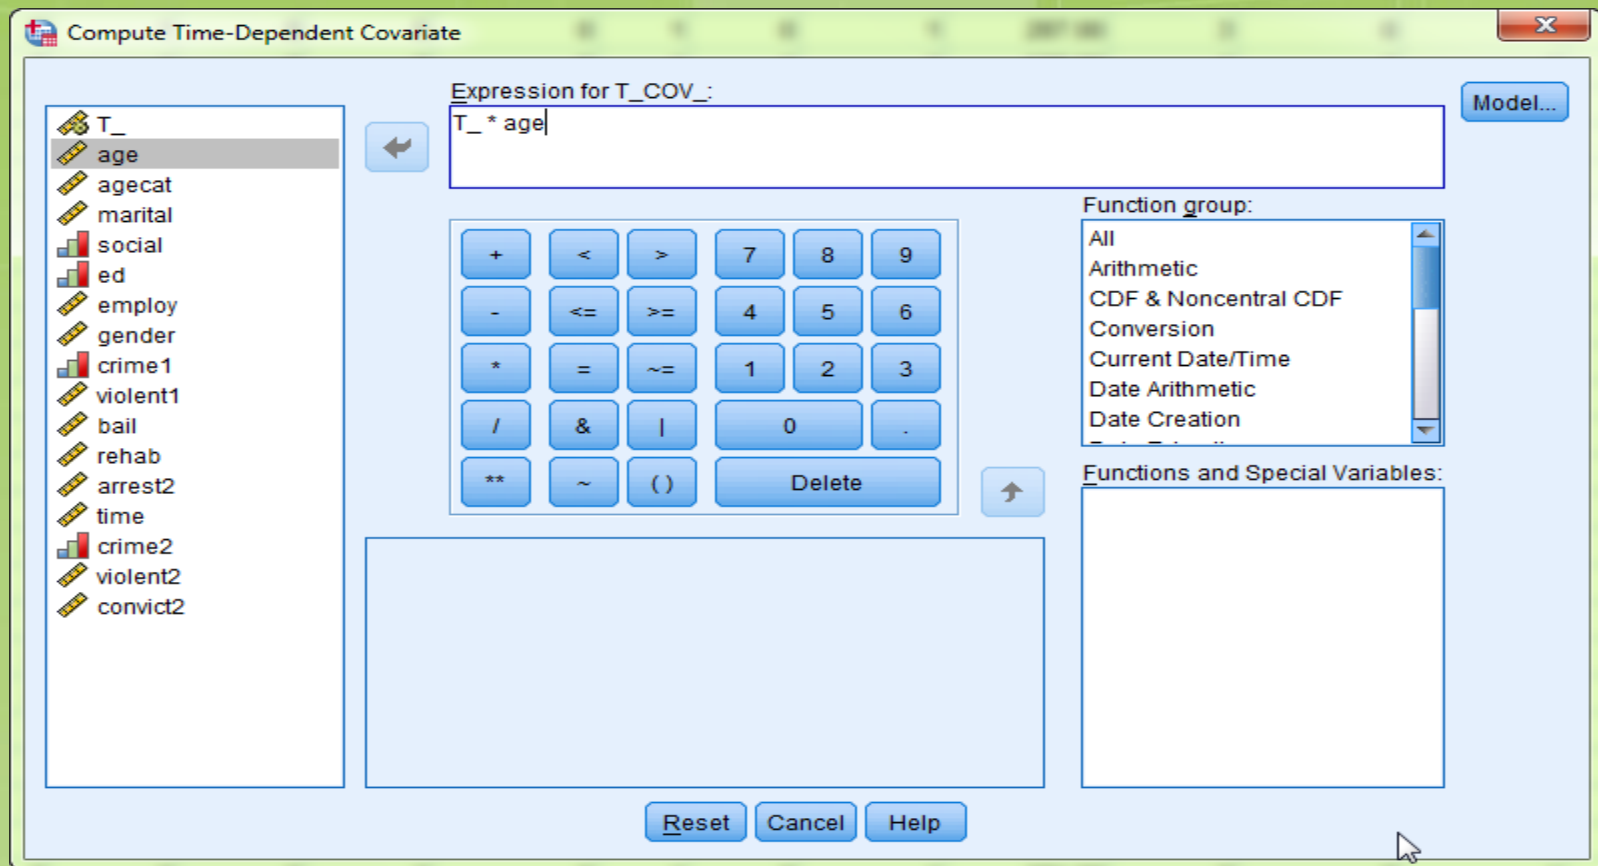 Compute Time-Dependent Covariate
Expression for T_COV_:
T_ * age
Model...
T_
age
agecat
marital
social
ed
employ
gender
crime1
violent1
bail
rehab
arrest2
time
crime2
violent2
convict2
+ < > 7 8 9
- <= >= 4 5 6
* = ~= 1 2 3
/ & | 0 .
** ~ ( ) Delete
Function group:
All
Arithmetic
CDF & Noncentral CDF
Conversion
Current Date/Time
Date Arithmetic
Date Creation
Functions and Special Variables:
Reset Cancel Help